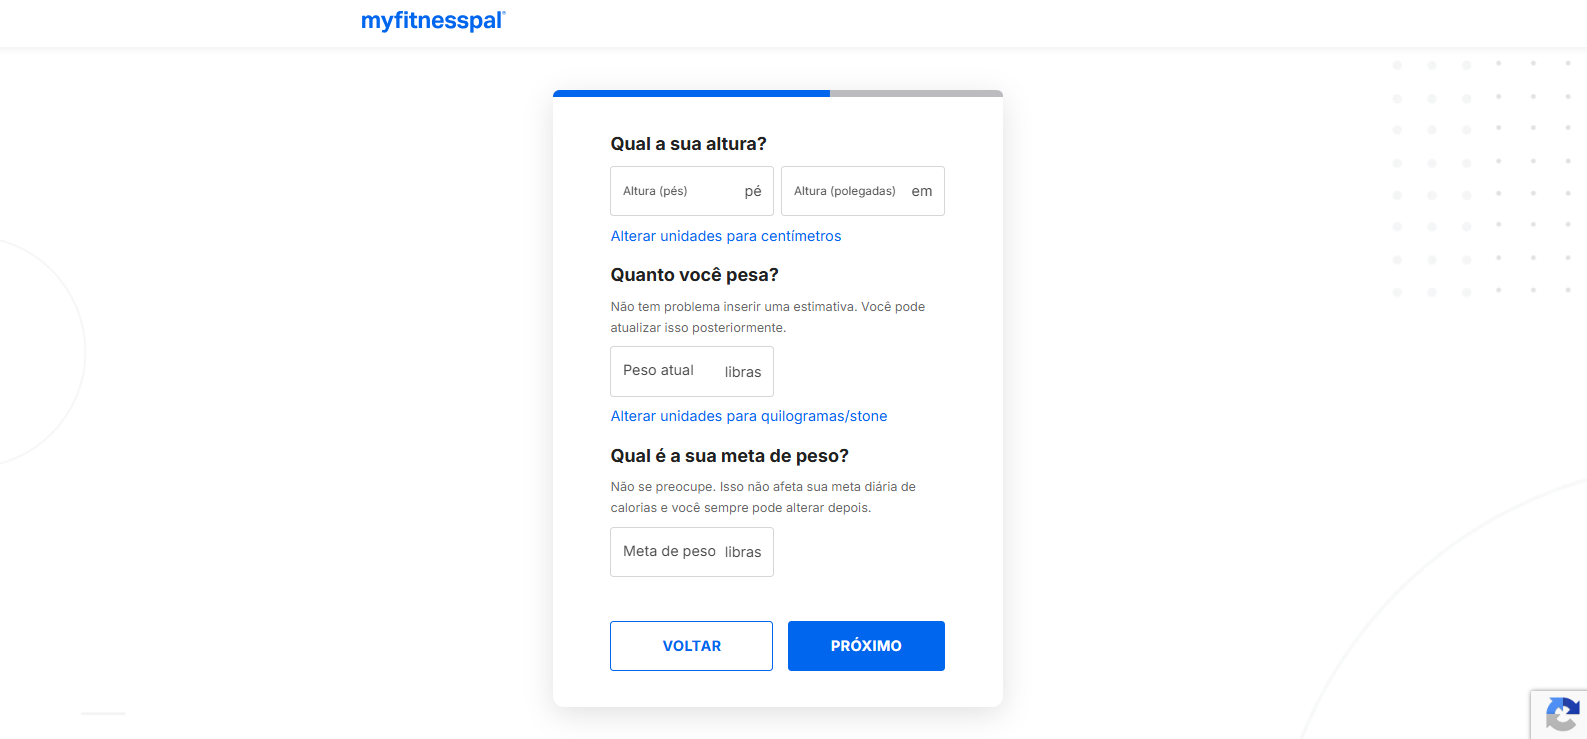 myfitnesspal
Qual a sua altura?
Altura (pés) pé Altura (polegadas) em
Alterar unidades para centímetros
Quanto você pesa?
Não tem problema inserir uma estimativa. Você pode
atualizar isso posteriormente.
Peso atual libras
Alterar unidades para quilogramas/stone
Qual é a sua meta de peso?
Não se preocupe. Isso não afeta sua meta diária de
calorias e você sempre pode alterar depois.
Meta de peso libras
VOLTAR PRÓXIMO